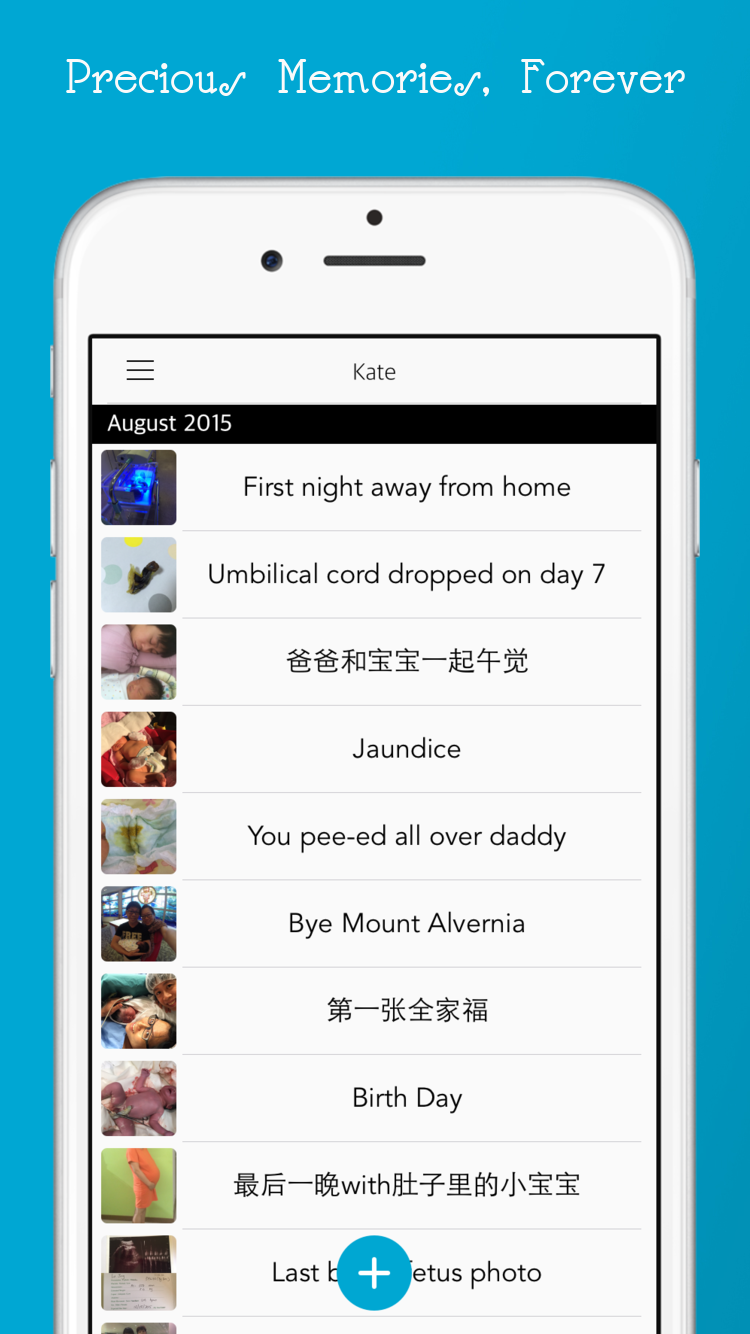 Precious Memories, Forever
Kate
August 2015
First night away from home
Umbilical cord dropped on day 7
爸爸和宝宝一起午觉
Jaundice
You pee-ed all over daddy
Bye Mount Alvernia
第一张全家福
Birth Day
最后一晚with肚子里的小宝宝
Last b etus photo